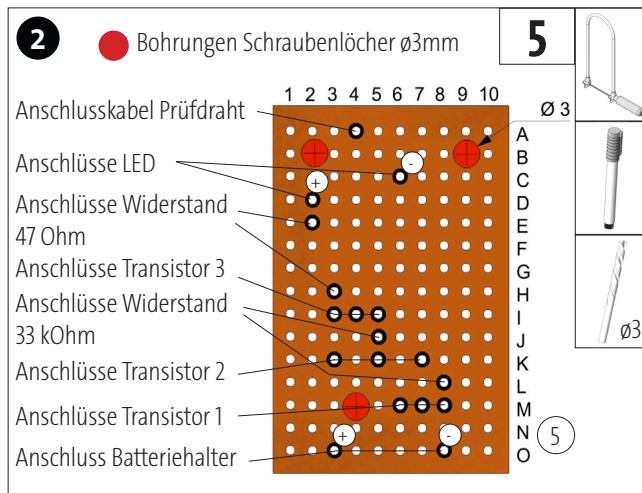 2
Bohrungen Schraubenlöcher ø3mm
5
1 2 3 4 5 6 7 8 9 10
Ø 3
Anschlusskabel Prüfdraht
A
Anschlüsse LED
-
B
+
C
Anschlüsse Widerstand
47 Ohm
D
E
F
G
Anschlüsse Transistor 3
H
Anschlüsse Widerstand
33 kOhm
I
J
ø3
Anschlüsse Transistor 2
K
L
Anschlüsse Transistor 1
M
+
-
N
5
Anschluss Batteriehalter
O